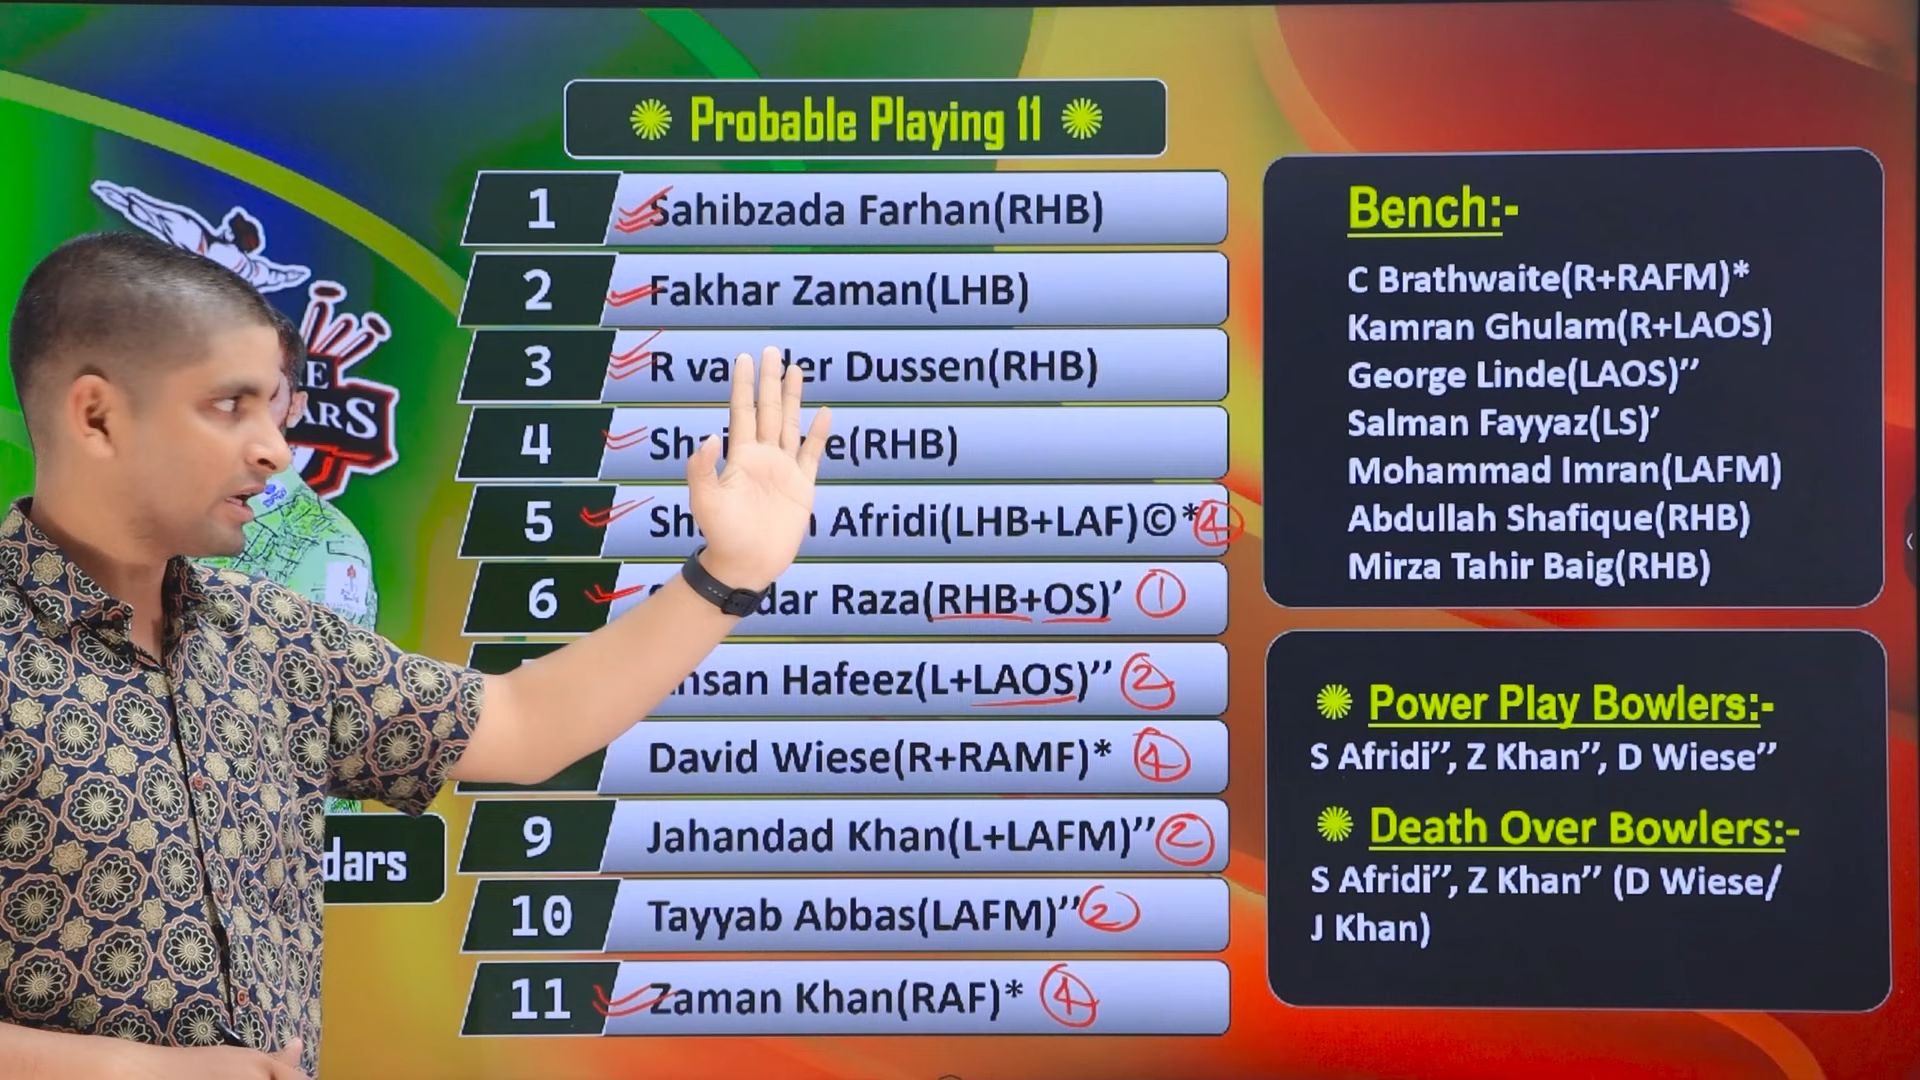 Probable Playing 11
1 Sahibzada Farhan(RHB)
2 Fakhar Zaman(LHB)
3 R van der Dussen(RHB)
4 (RHB)
5 Afridi(LHB+LAF)©* 4
6 Raza(RHB+OS)’ 1
Hafeez(L+LAOS)’’ 2
David Wiese(R+RAMF)* 4
9 Jahandad Khan(L+LAFM)’’ 2
10 Tayyab Abbas(LAFM)’’ 2
11 Zaman Khan(RAF)* 4
Bench:-
C Brathwaite(R+RAFM)*
Kamran Ghulam(R+LAOS)
George Linde(LAOS)’’
Salman Fayyaz(LS)’
Mohammad Imran(LAFM)
Abdullah Shafique(RHB)
Mirza Tahir Baig(RHB)
Power Play Bowlers:-
S Afridi’’, Z Khan’’, D Wiese’’
Death Over Bowlers:-
S Afridi’’, Z Khan’’ (D Wiese/
J Khan)